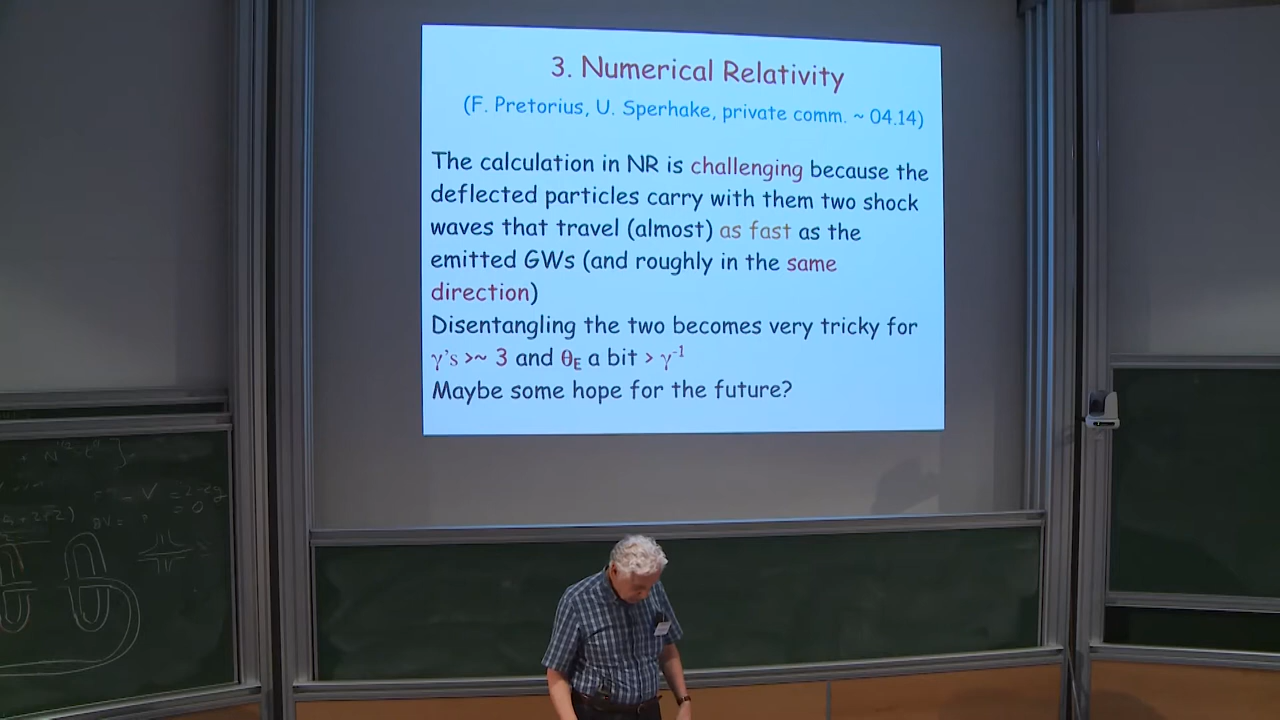 3. Numerical Relativity
(F. Pretorius, U. Sperhake, private comm. ~ 04.14)
The calculation in NR is challenging because the
deflected particles carry with them two shock
waves that travel (almost) as fast as the
emitted GWs (and roughly in the same
direction)
Disentangling the two becomes very tricky for
γ's >~ 3 and θE a bit > γ⁻¹
Maybe some hope for the future?